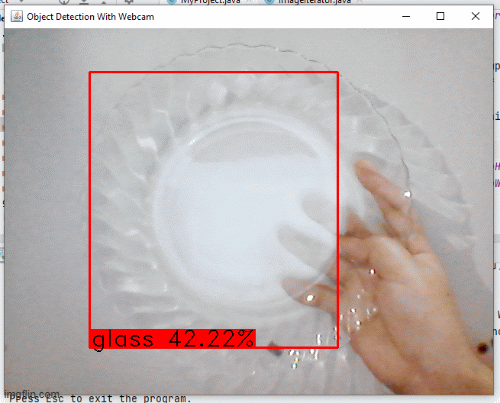 MyProject.java
ImageIterator.java
Object Detection With Webcam
glass 42.22%
imgflip.com
Press Esc to exit the program.